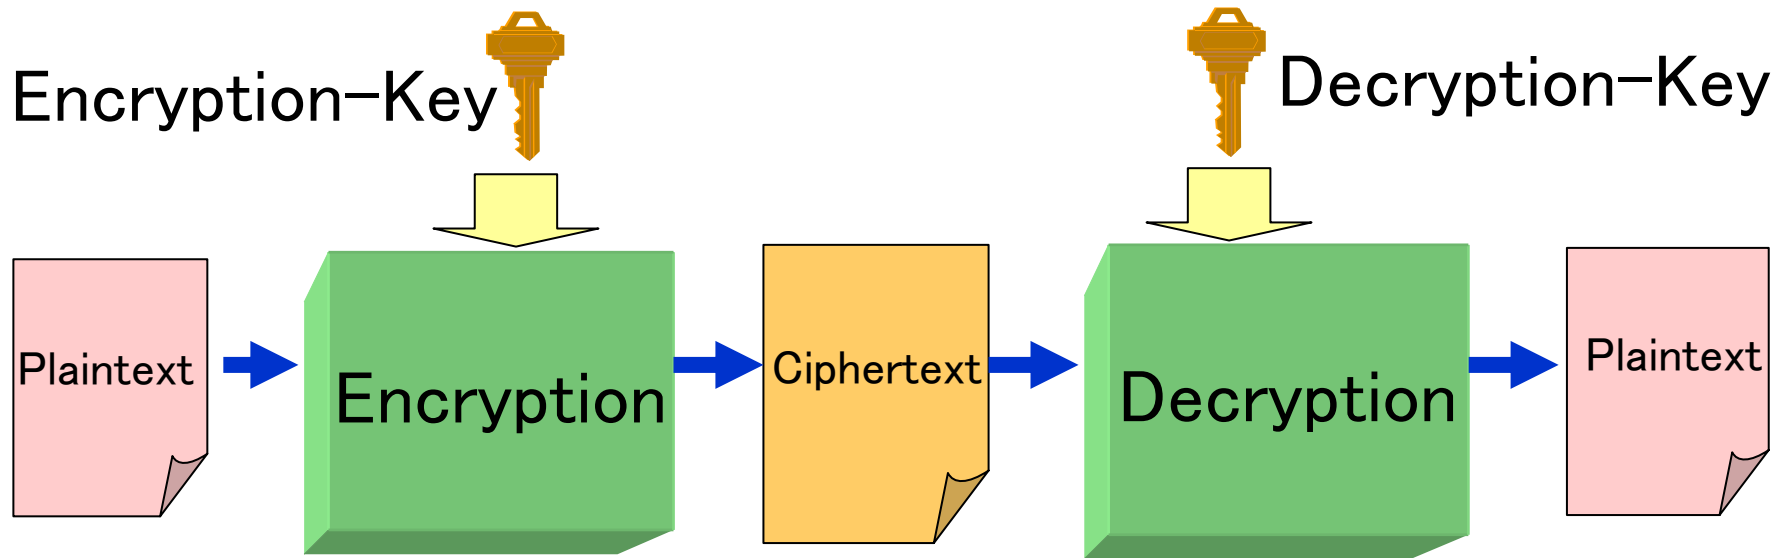 Encryption-Key
Decryption-Key
Plaintext
Encryption
Ciphertext
Decryption
Plaintext